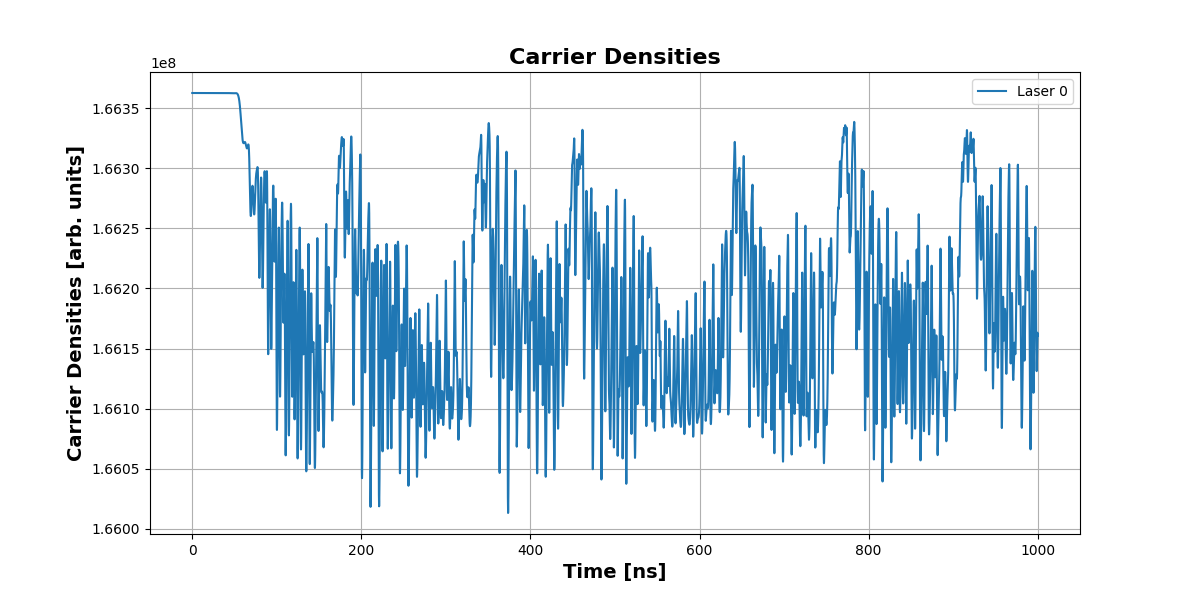 Carrier Densities
1e8
Laser 0
1.6635
1.6630
1.6625
1.6620
1.6615
1.6610
1.6605
1.6600
Carrier Densities [arb. units]
0 200 400 600 800 1000
Time [ns]